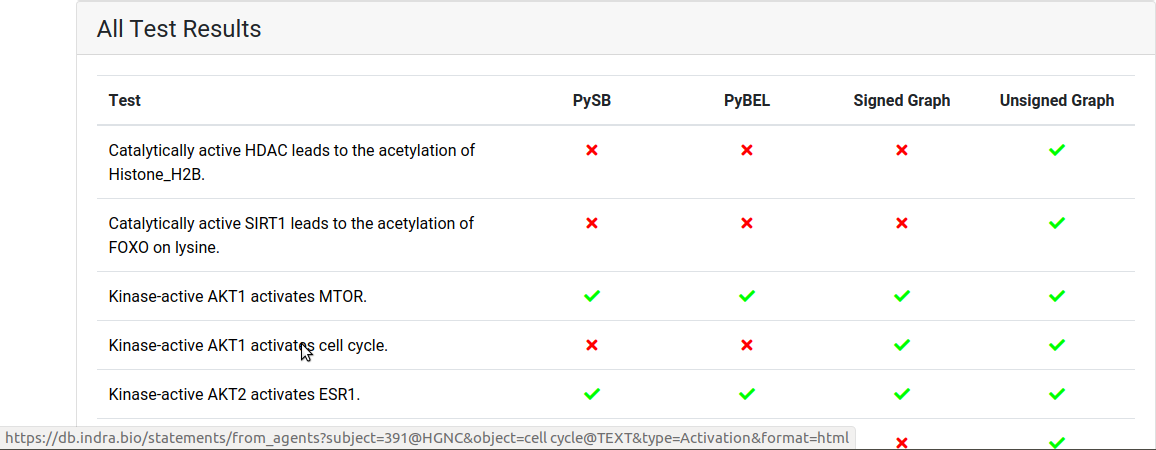 All Test Results
Test PySB PyBEL Signed Graph Unsigned Graph
Catalytically active HDAC leads to the acetylation of
Histone_H2B.
Catalytically active SIRT1 leads to the acetylation of
FOXO on lysine.
Kinase-active AKT1 activates MTOR.
Kinase-active AKT1 activates cell cycle.
Kinase-active AKT2 activates ESR1.
https://db.indra.bio/statements/from_agents?subject=391@HGNC&object=cell cycle@TEXT&type=Activation&format=html